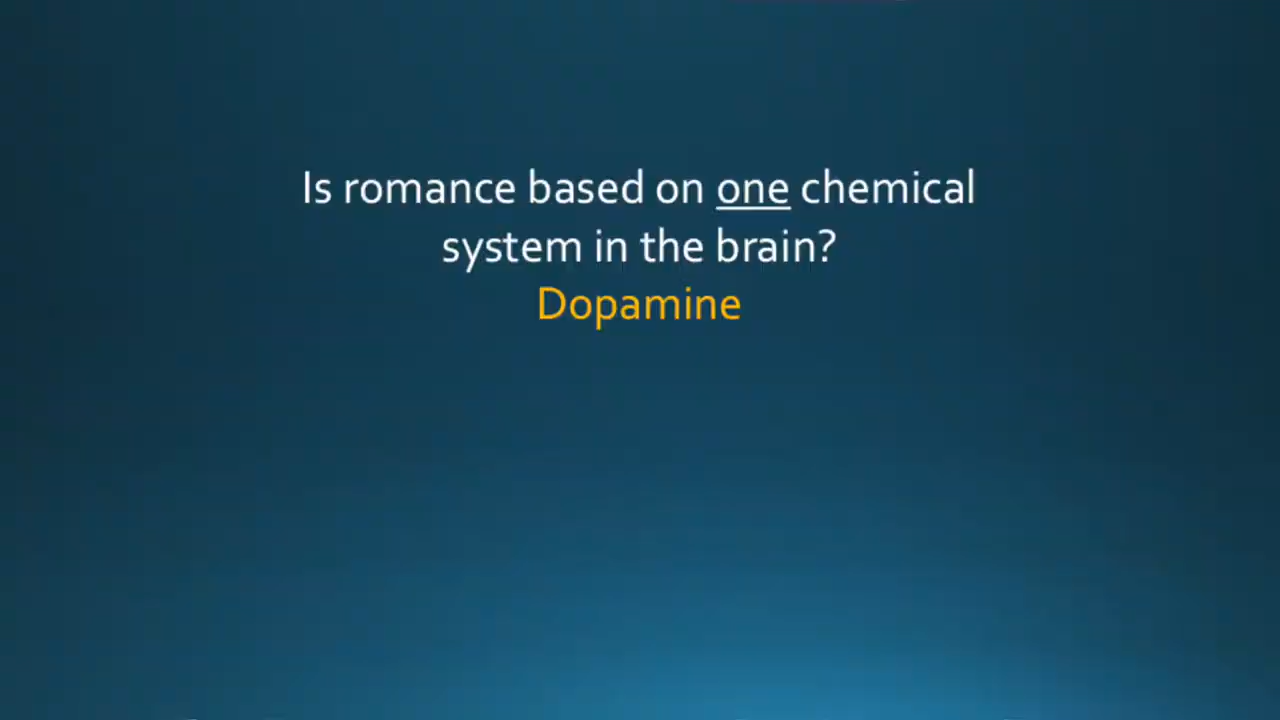 Is romance based on one chemical
system in the brain?
Dopamine